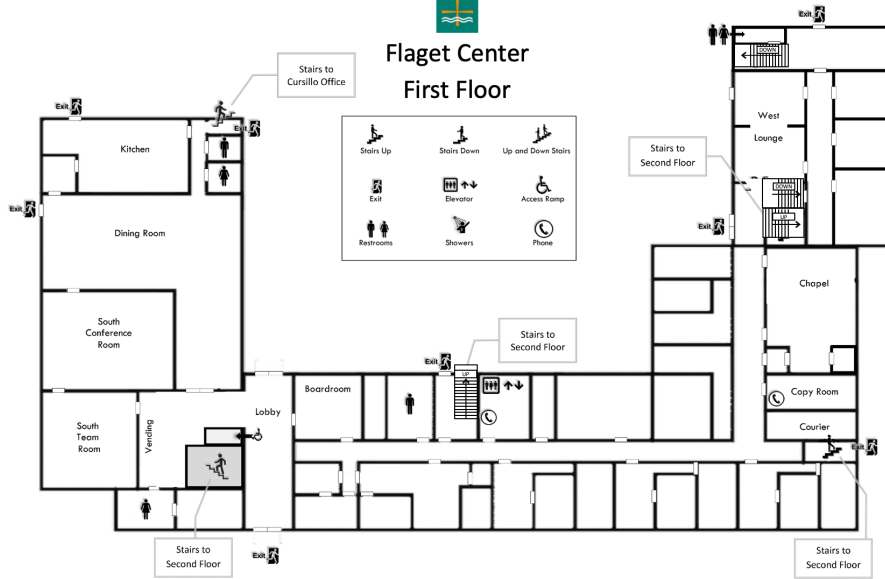 Flaget Center
First Floor
Stairs to
Cursillo Office
Exit
Exit
Exit
Exit
DOWN
West
Lounge
Kitchen
Stairs Up
Stairs Down
Up and Down Stairs
Exit
Elevator
Access Ramp
Restrooms
Showers
Phone
Stairs to
Second Floor
DOWN
UP
Exit
Dining Room
Chapel
South
Conference
Room
Stairs to
Second Floor
Exit
UP
Boardroom
Copy Room
Lobby
Courier
South
Team
Room
Vending
Exit
Stairs to
Second Floor
Exit
Stairs to
Second Floor